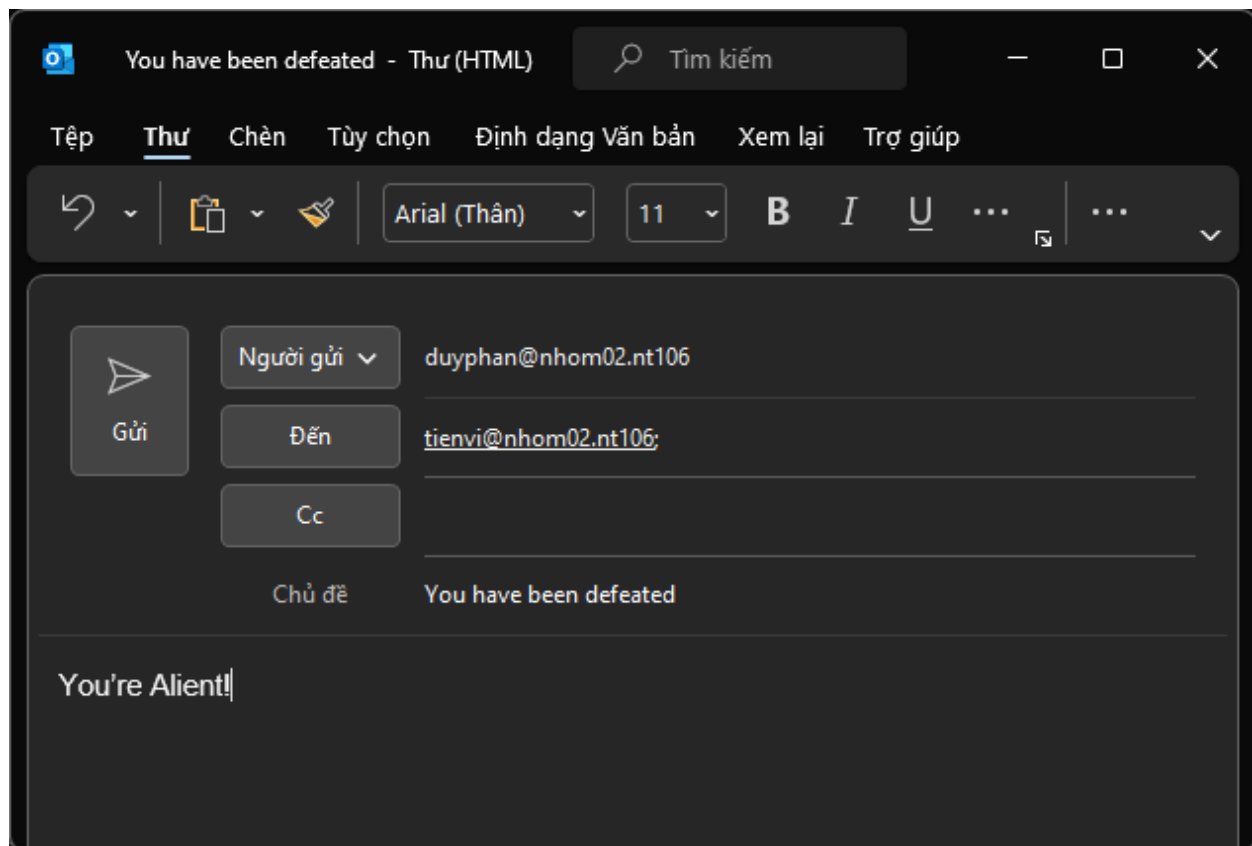 You have been defeated - Thư (HTML) Tìm kiếm
Tệp Thư Chèn Tùy chọn Định dạng Văn bản Xem lại Trợ giúp
Arial (Thân) 11 B I U
Người gửi duyphan@nhom02.nt106
Gửi Đến tienvi@nhom02.nt106;
Cc
Chủ đề You have been defeated
You're Alient!